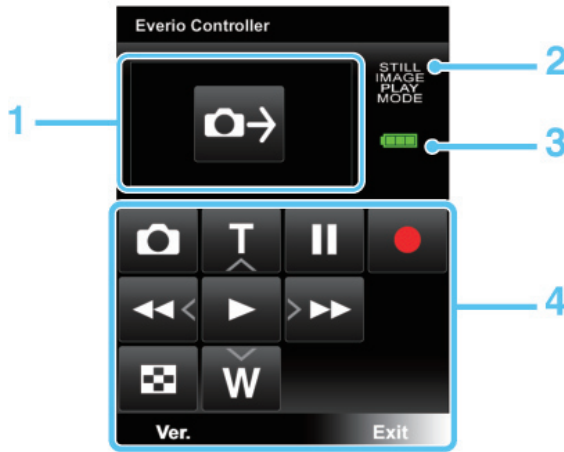 Everio Controller
1
STILL
IMAGE
PLAY
MODE
2
3
T
W
4
Ver.
Exit